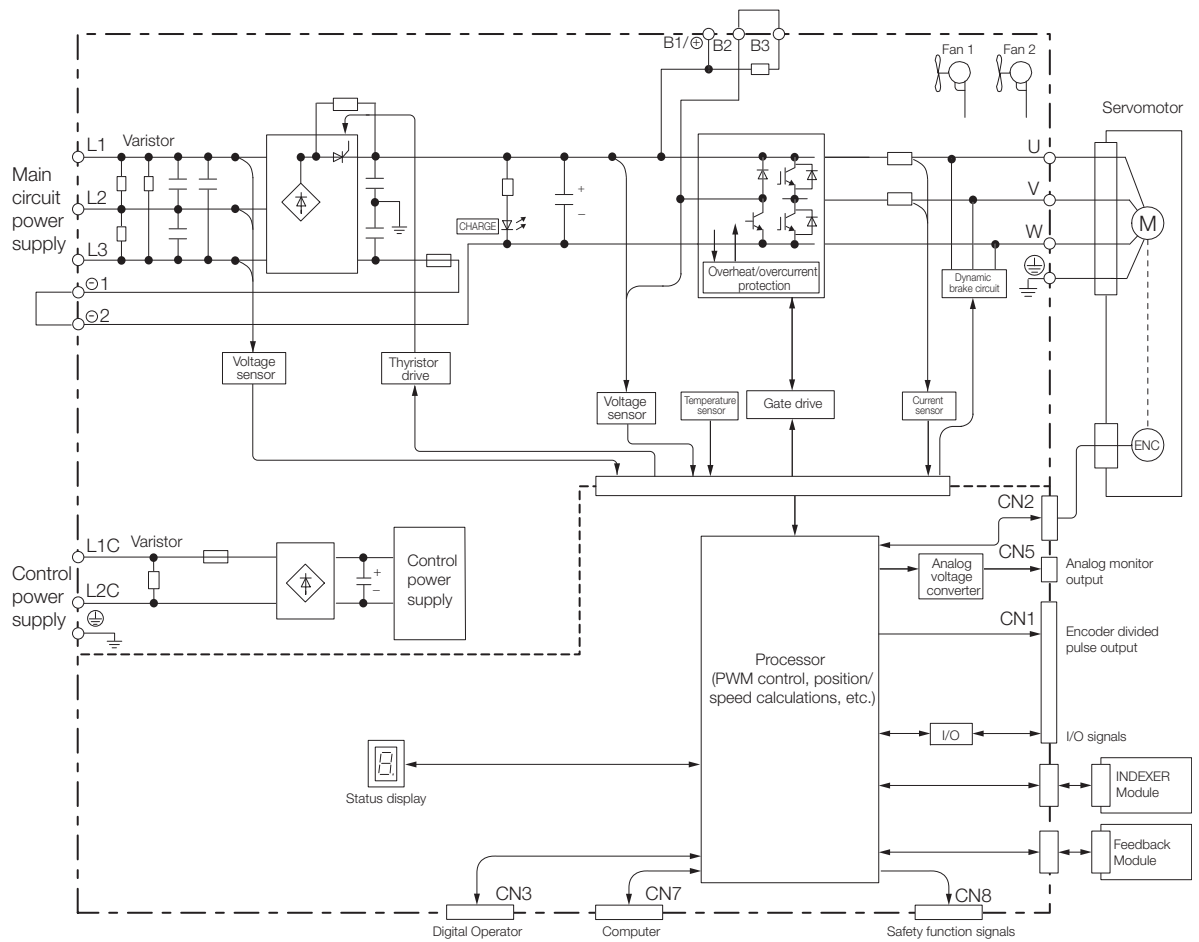 B1/⊕
B2
B3
Fan 1
Fan 2
Servomotor
L1
Varistor
U
Main
circuit
power
supply
L2
V
M
CHARGE
+
–
L3
W
Overheat/overcurrent
protection
Dynamic
brake circuit
⊖1
⊖2
Voltage
sensor
Thyristor
drive
Voltage
sensor
Temperature
sensor
Gate drive
Current
sensor
ENC
CN2
L1C
Varistor
Control
power
supply
L2C
+
–
Control
power
supply
CN5
Analog
voltage
converter
Analog monitor
output
CN1
Encoder divided
pulse output
Processor
(PWM control, position/
speed calculations, etc.)
I/O
I/O signals
8.
Status display
INDEXER
Module
Feedback
Module
CN3
CN7
CN8
Digital Operator
Computer
Safety function signals